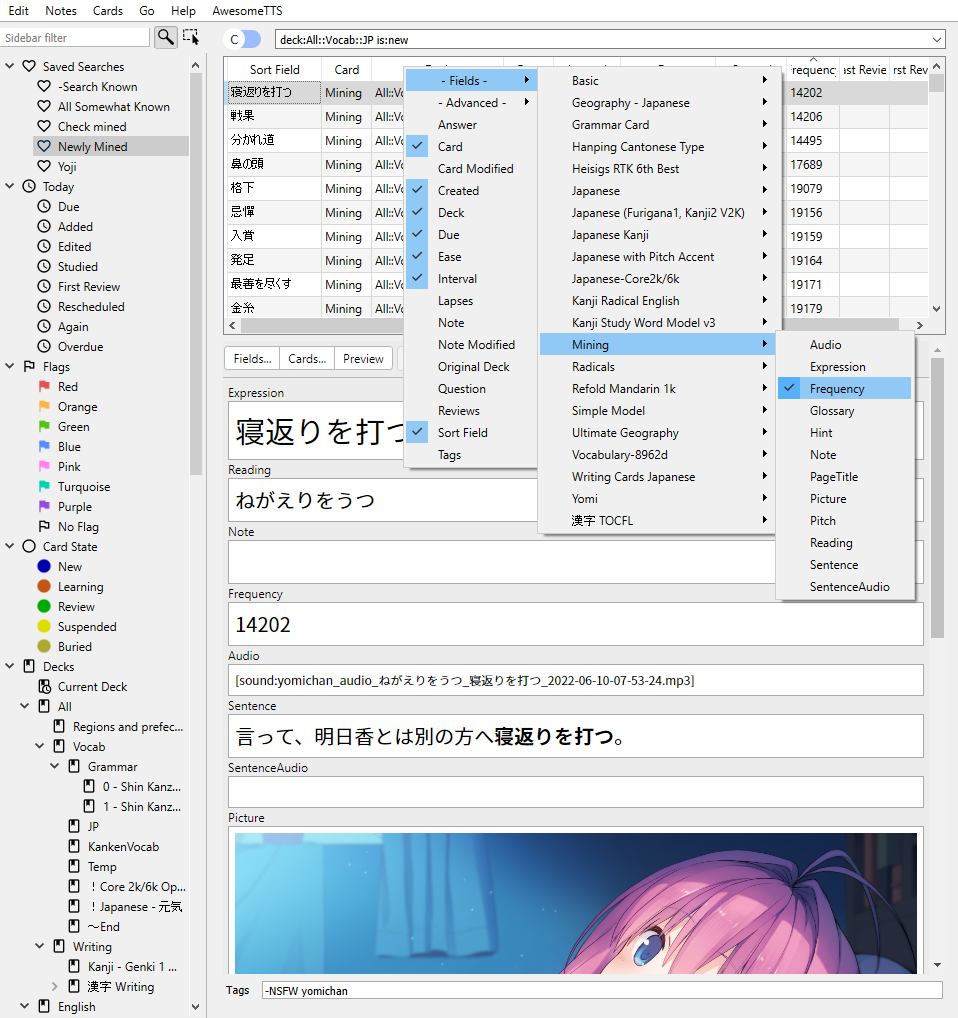 Edit Notes Cards Go Help AwesomeTTS
Sidebar filter
C
deck:All::Vocab::JP is:new
Saved Searches
-Search Known
All Somewhat Known
Check mined
Newly Mined
Yoji
Today
Due
Added
Edited
Studied
First Review
Rescheduled
Again
Overdue
Flags
Red
Orange
Green
Blue
Pink
Turquoise
Purple
No Flag
Card State
New
Learning
Review
Suspended
Buried
Decks
Current Deck
All
Regions and prefec...
Vocab
Grammar
0 - Shin Kanz...
1 - Shin Kanz...
JP
KankenVocab
Temp
! Core 2k/6k Op...
! Japanese - 元気
～End
Writing
Kanji - Genki 1 ...
漢字 Writing
English
Sort Field Card requency ast Revie rst Revie
寝返りを打つ Mining All::Vo 14202
戦果 Mining All::Vo 14206
分かれ道 Mining All::Vo 14495
鼻の頭 Mining All::Vo 17689
格下 Mining All::Vo 19079
忌憚 Mining All::Vo 19156
入賞 Mining All::Vo 19159
発足 Mining All::Vo 19164
最善を尽くす Mining All::Vo 19171
金糸 Mining All::Vo 19179
- Fields -
- Advanced -
Answer
Card
Card Modified
Created
Deck
Due
Ease
Interval
Lapses
Note
Note Modified
Original Deck
Question
Reviews
Sort Field
Tags
Basic
Geography - Japanese
Grammar Card
Hanping Cantonese Type
Heisigs RTK 6th Best
Japanese
Japanese (Furigana1, Kanji2 V2K)
Japanese Kanji
Japanese with Pitch Accent
Japanese-Core2k/6k
Kanji Radical English
Kanji Study Word Model v3
Mining
Radicals
Refold Mandarin 1k
Simple Model
Ultimate Geography
Vocabulary-8962d
Writing Cards Japanese
Yomi
漢字 TOCFL
Audio
Expression
Frequency
Glossary
Hint
Note
PageTitle
Picture
Pitch
Reading
Sentence
SentenceAudio
Fields... Cards... Preview
Expression
寝返りを打つ
Reading
ねがえりをうつ
Note
Frequency
14202
Audio
[sound:yomichan_audio_ねがえりをうつ_寝返りを打つ_2022-06-10-07-53-24.mp3]
Sentence
言って、明日香とは別の方へ寝返りを打つ。
SentenceAudio
Picture
Tags -NSFW yomichan